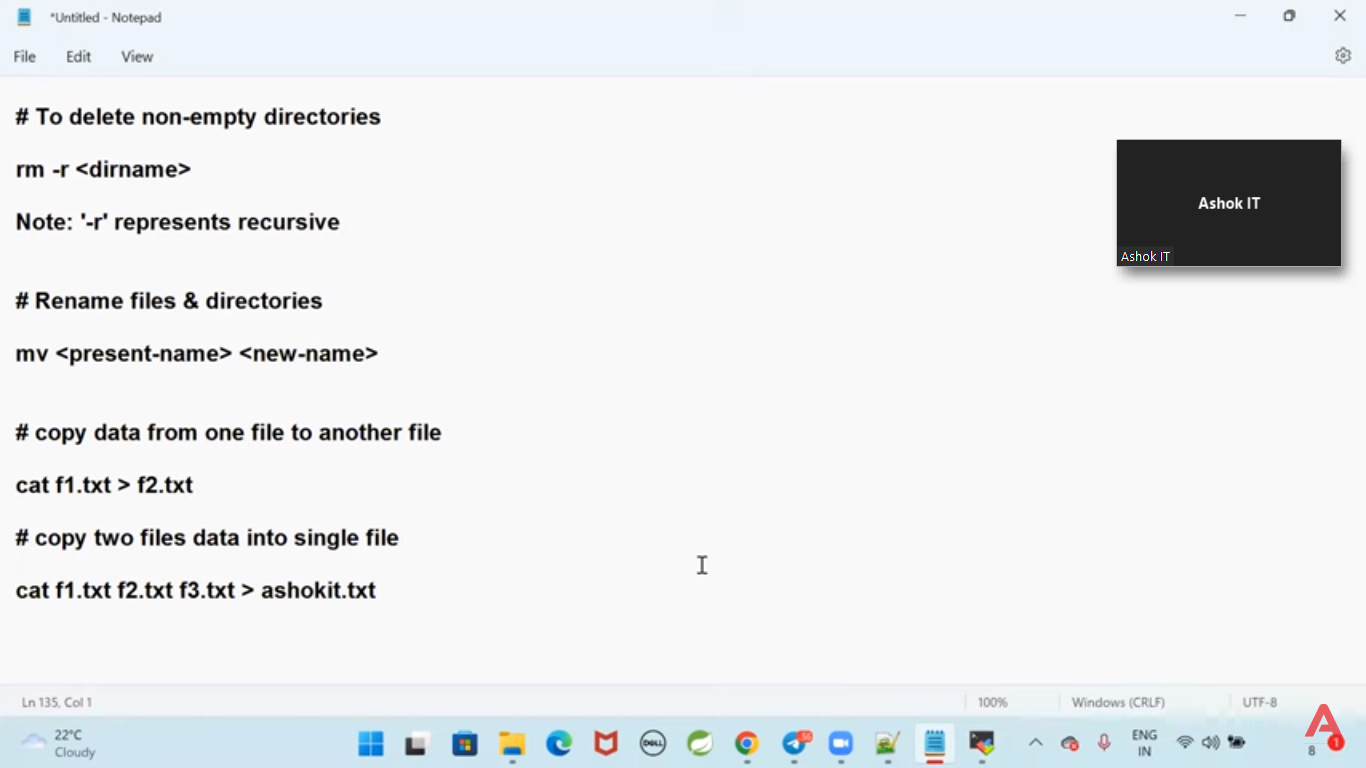 *Untitled - Notepad
File Edit View
# To delete non-empty directories
rm -r <dirname>
Note: '-r' represents recursive
# Rename files & directories
mv <present-name> <new-name>
# copy data from one file to another file
cat f1.txt > f2.txt
# copy two files data into single file
cat f1.txt f2.txt f3.txt > ashokit.txt
Ashok IT
Ashok IT
Ln 135, Col 1
100%
Windows (CRLF)
UTF-8
22°C
Cloudy
DELL
ENG
IN
8
1